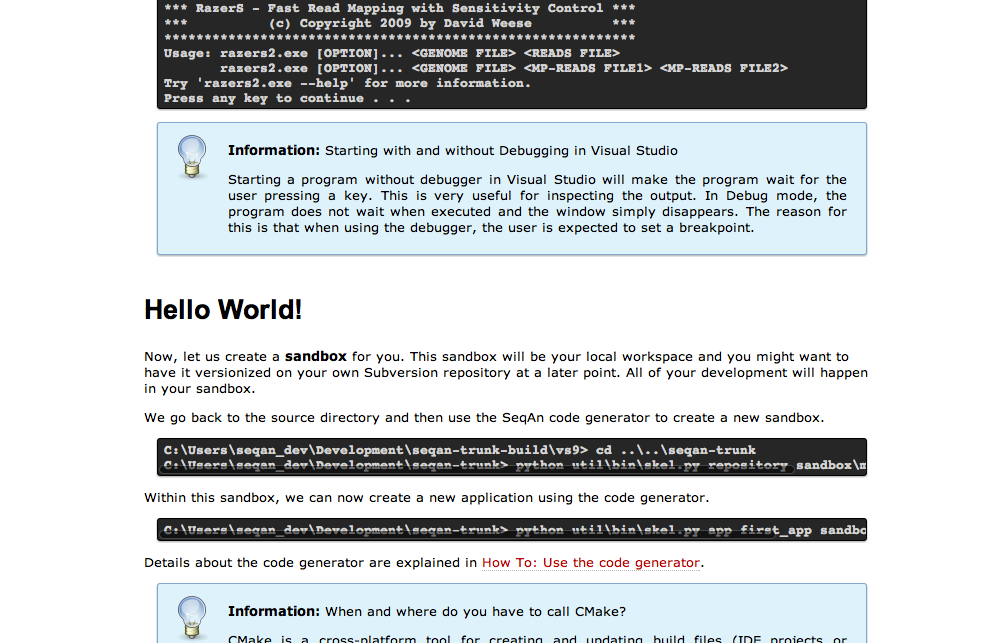 *** RazerS - Fast Read Mapping with Sensitivity Control ***
*** (c) Copyright 2009 by David Weese ***
***********************************************************
Usage: razers2.exe [OPTION]... <GENOME FILE> <READS FILE>
razers2.exe [OPTION]... <GENOME FILE> <MP-READS FILE1> <MP-READS FILE2>
Try 'razers2.exe --help' for more information.
Press any key to continue . . .
Information: Starting with and without Debugging in Visual Studio
Starting a program without debugger in Visual Studio will make the program wait for the
user pressing a key. This is very useful for inspecting the output. In Debug mode, the
program does not wait when executed and the window simply disappears. The reason for
this is that when using the debugger, the user is expected to set a breakpoint.
Hello World!
Now, let us create a sandbox for you. This sandbox will be your local workspace and you might want to
have it versionized on your own Subversion repository at a later point. All of your development will happen
in your sandbox.
We go back to the source directory and then use the SeqAn code generator to create a new sandbox.
C:\Users\seqan_dev\Development\seqan-trunk-build\vs9> cd ..\..\seqan-trunk
C:\Users\seqan_dev\Development\seqan-trunk> python util\bin\skel.py repository sandbox\
Within this sandbox, we can now create a new application using the code generator.
C:\Users\seqan_dev\Development\seqan-trunk> python util\bin\skel.py app first_app sandbo
Details about the code generator are explained in How To: Use the code generator.
Information: When and where do you have to call CMake?
CMake is a cross-platform tool for creating and updating build files (IDE projects or